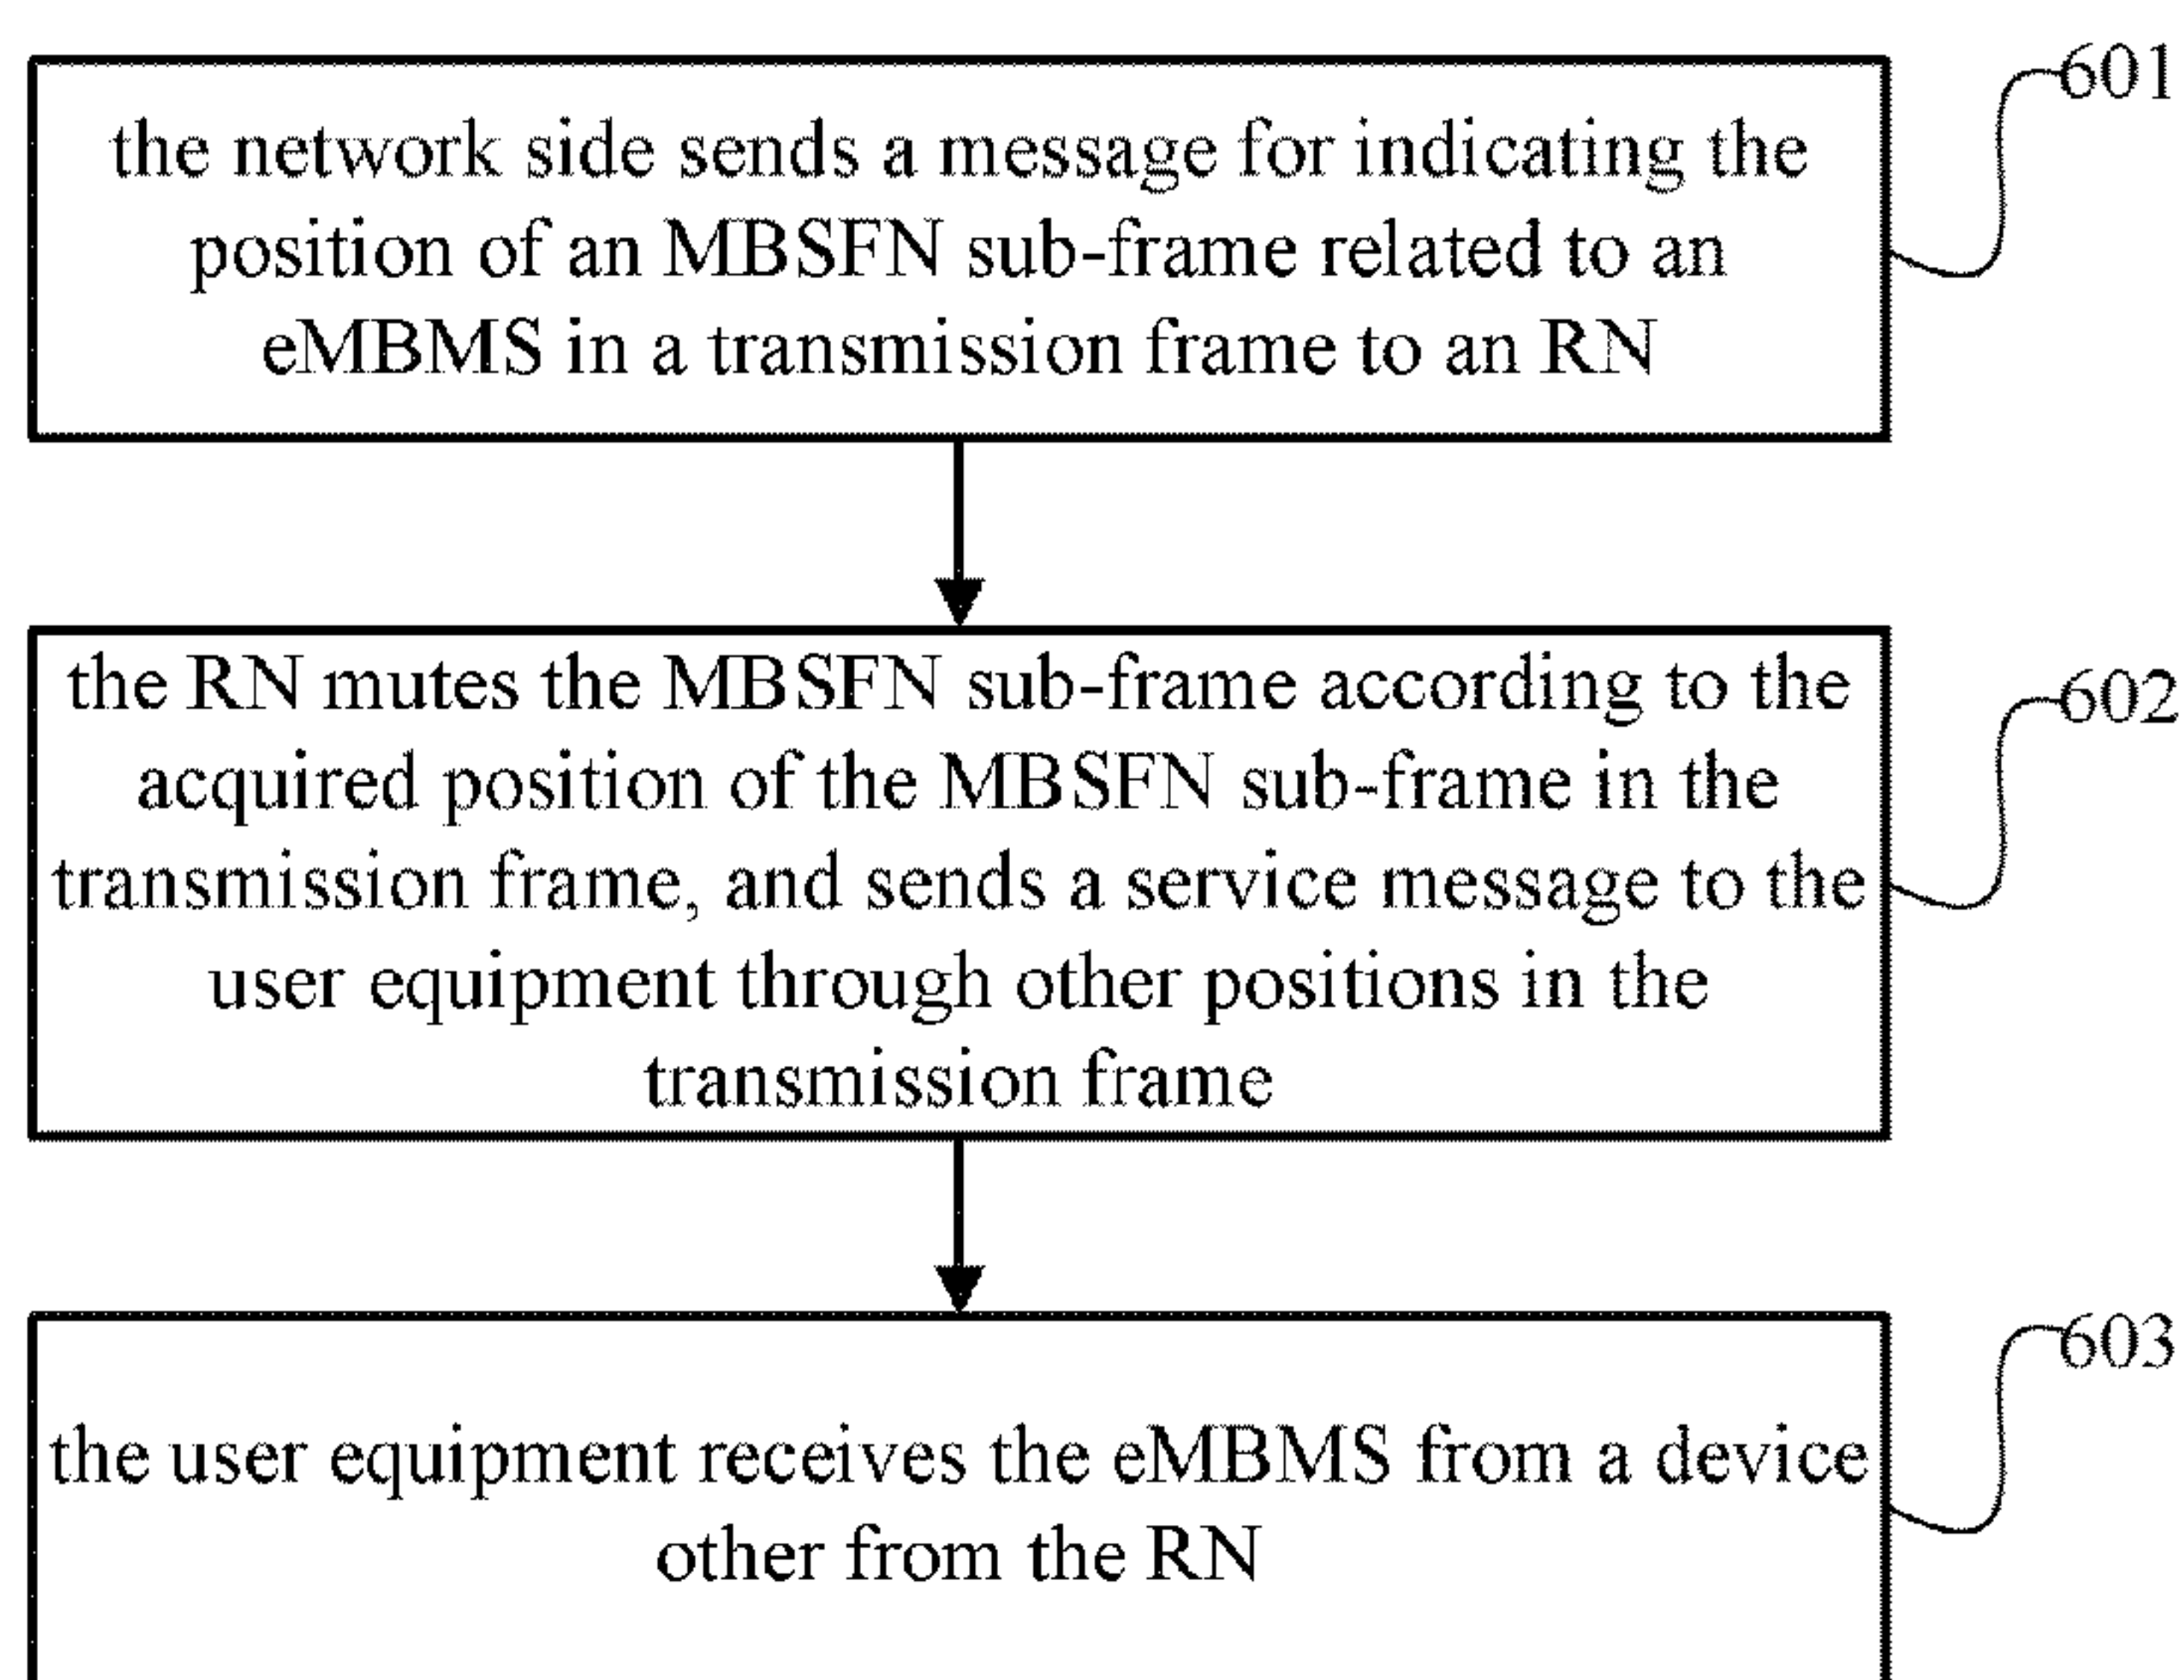 601
the network side sends a message for indicating the
position of an MBSFN sub-frame related to an
eMBMS in a transmission frame to an RN
602
the RN mutes the MBSFN sub-frame according to the
acquired position of the MBSFN sub-frame in the
transmission frame, and sends a service message to the
user equipment through other positions in the
transmission frame
603
the user equipment receives the eMBMS from a device
other from the RN